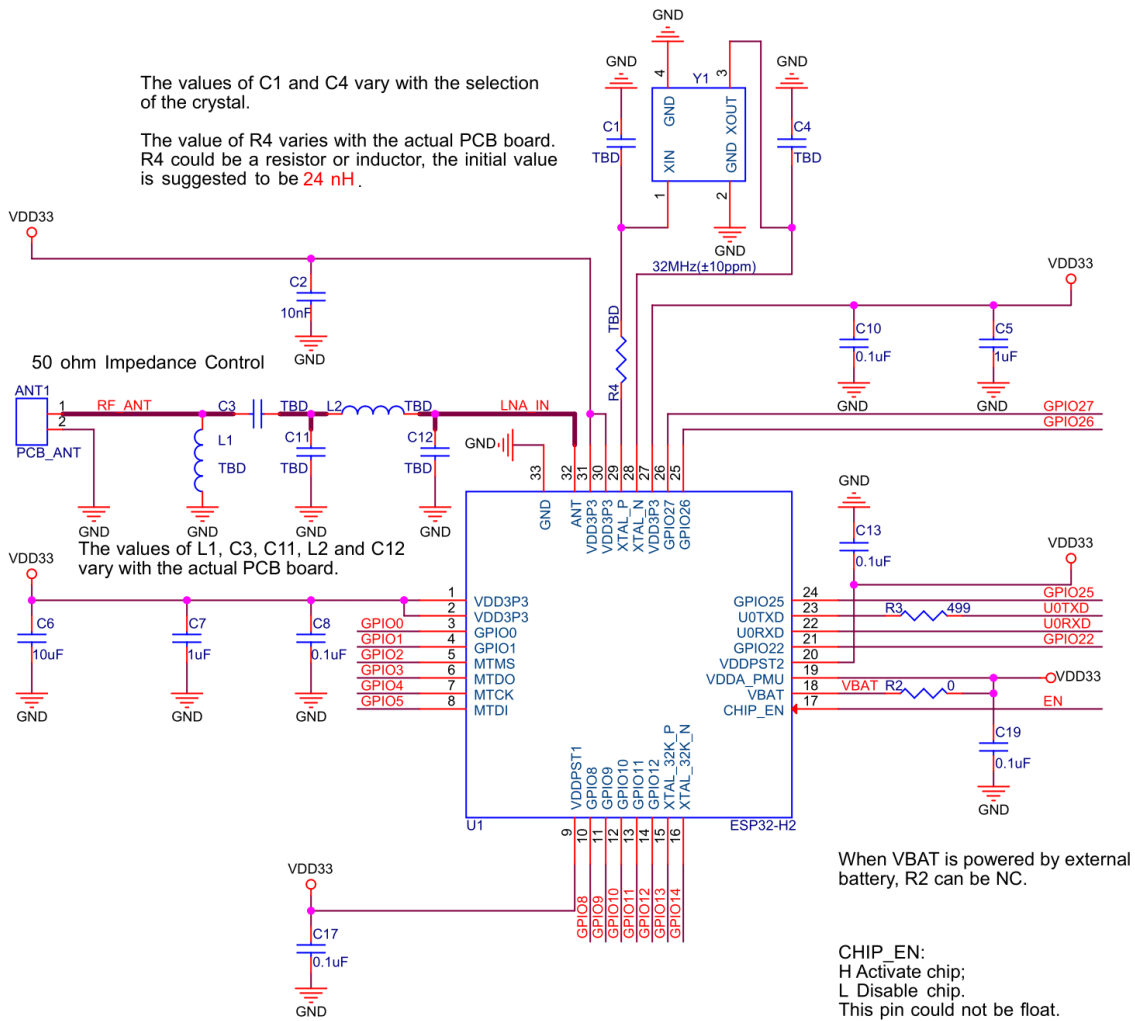 GND
GND
GND
4
Y1
3
GND
XOUT
XIN
GND
1
2
GND
C1
TBD
C4
TBD
The values of C1 and C4 vary with the selection
of the crystal.
The value of R4 varies with the actual PCB board.
R4 could be a resistor or inductor, the initial value
is suggested to be 24 nH .
VDD33
C2
10nF
GND
32MHz(±10ppm)
VDD33
C10
0.1uF
GND
C5
1uF
GND
TBD
R4
50 ohm Impedance Control
ANT1
1
2
PCB_ANT
RF_ANT
C3
TBD
L2
TBD
LNA_IN
L1
TBD
C11
TBD
C12
TBD
GND
GND
GND
GND
GND
GPIO27
GPIO26
33
32
31
30
29
28
27
26
25
GND
ANT
VDD3P3
VDD3P3
XTAL_P
XTAL_N
VDD3P3
GPIO27
GPIO26
The values of L1, C3, C11, L2 and C12
vary with the actual PCB board.
GND
C13
0.1uF
VDD33
VDD33
C6
10uF
GND
C7
1uF
GND
C8
0.1uF
GND
GPIO0
GPIO1
GPIO2
GPIO3
GPIO4
GPIO5
1
2
3
4
5
6
7
8
VDD3P3
VDD3P3
GPIO0
GPIO1
MTMS
MTDO
MTCK
MTDI
GPIO25
U0TXD
U0RXD
GPIO22
VDDPST2
VDDA_PMU
VBAT
CHIP_EN
24
23
22
21
20
19
18
17
GPIO25
R3
499
U0TXD
U0RXD
GPIO22
VDD33
VBAT
R2
0
EN
C19
0.1uF
GND
VDDPST1
GPIO8
GPIO9
GPIO10
GPIO11
GPIO12
XTAL_32K_P
XTAL_32K_N
U1
ESP32-H2
9
10
11
12
13
14
15
16
GPIO8
GPIO9
GPIO10
GPIO11
GPIO12
GPIO13
GPIO14
VDD33
C17
0.1uF
GND
When VBAT is powered by external
battery, R2 can be NC.
CHIP_EN:
H Activate chip;
L Disable chip.
This pin could not be float.